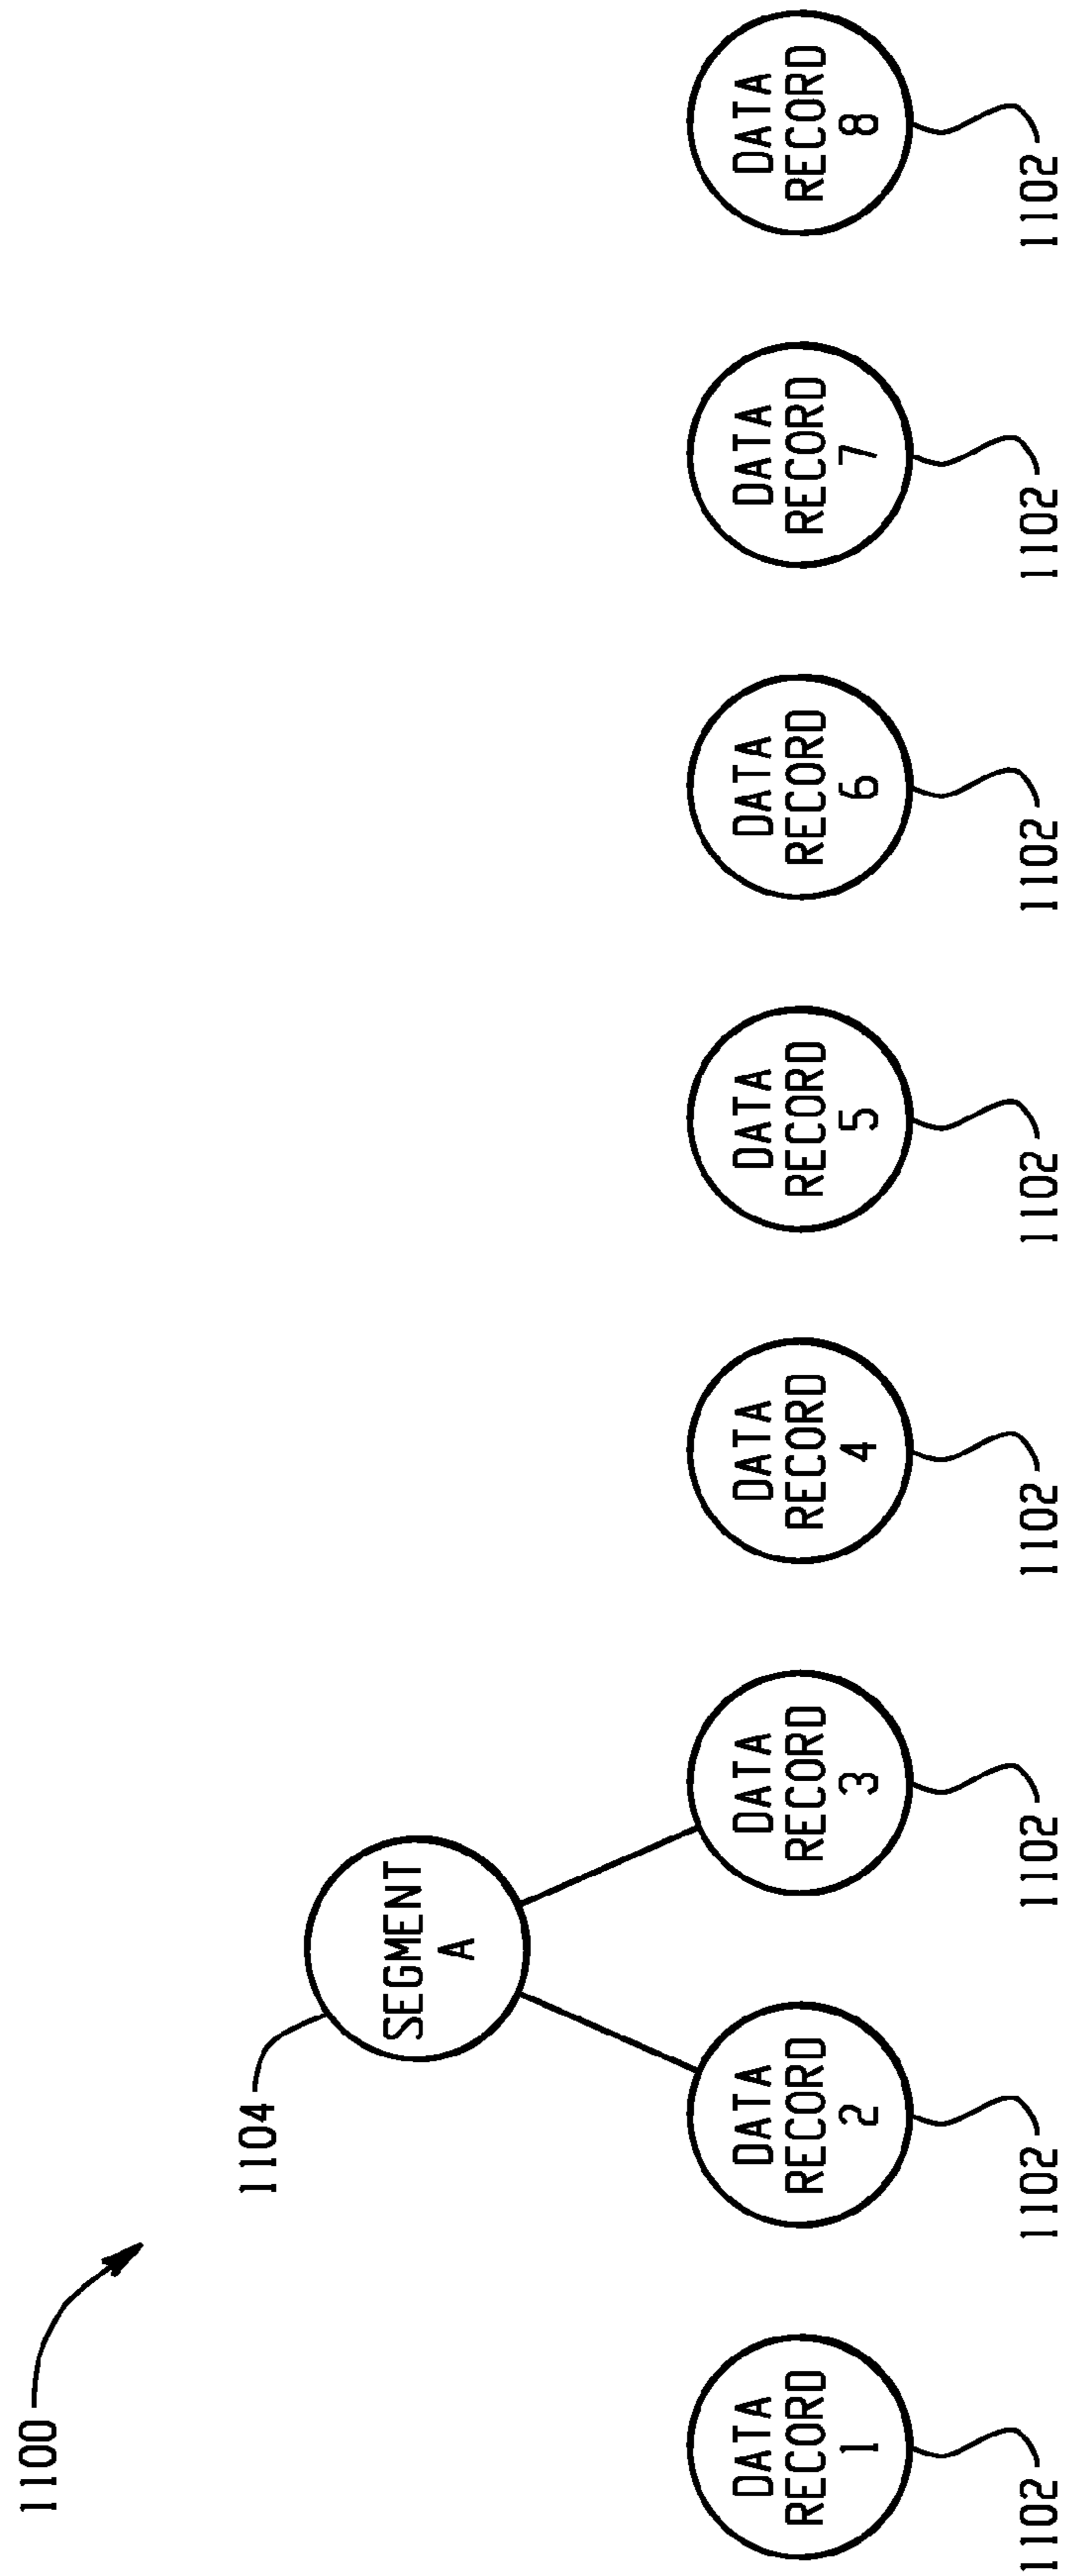 1100
1104
SEGMENT
A
DATA
RECORD
1
DATA
RECORD
2
DATA
RECORD
3
DATA
RECORD
4
DATA
RECORD
5
DATA
RECORD
6
DATA
RECORD
7
DATA
RECORD
8
1102
1102
1102
1102
1102
1102
1102
1102